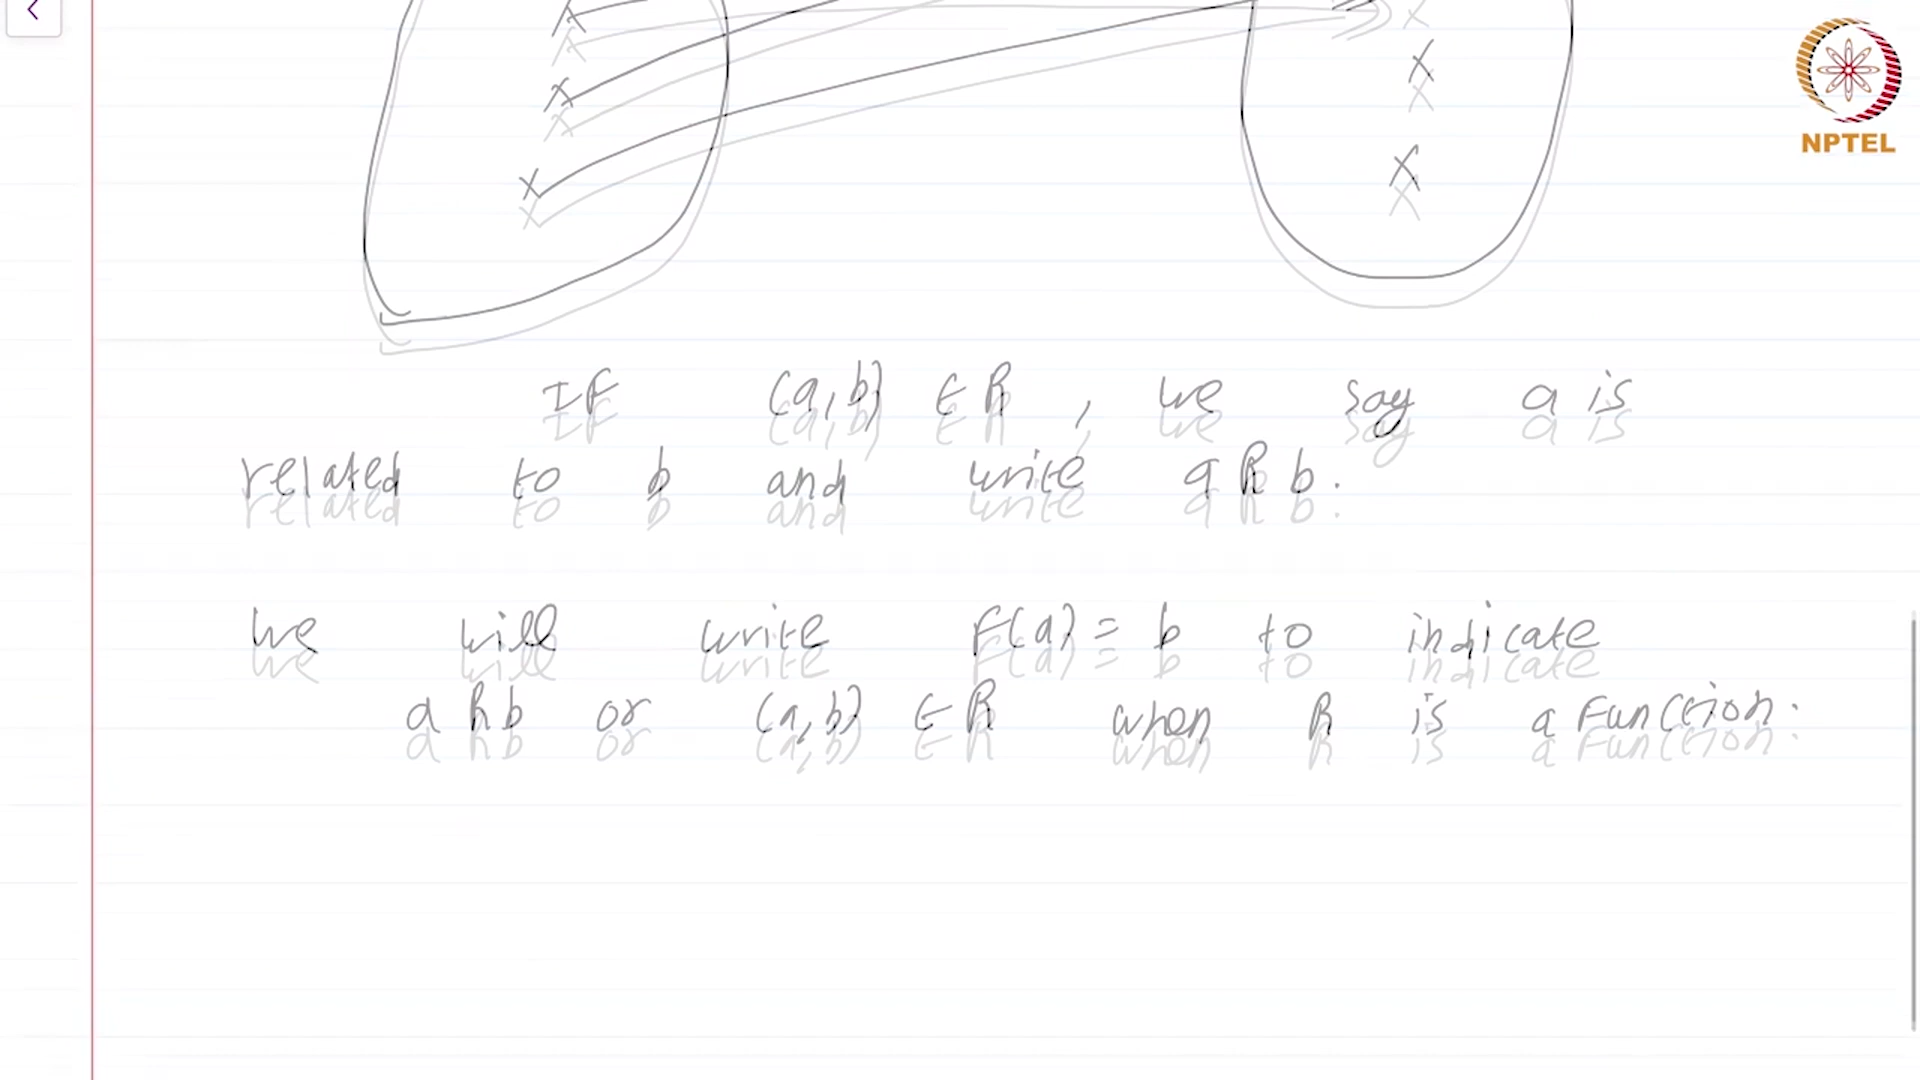 NPTEL
IF (a,b) ∈ R, we say a is
related to b and write a R b.
we will write F(a) = b to indicate
a R b or (a,b) ∈ R when R is a Function.